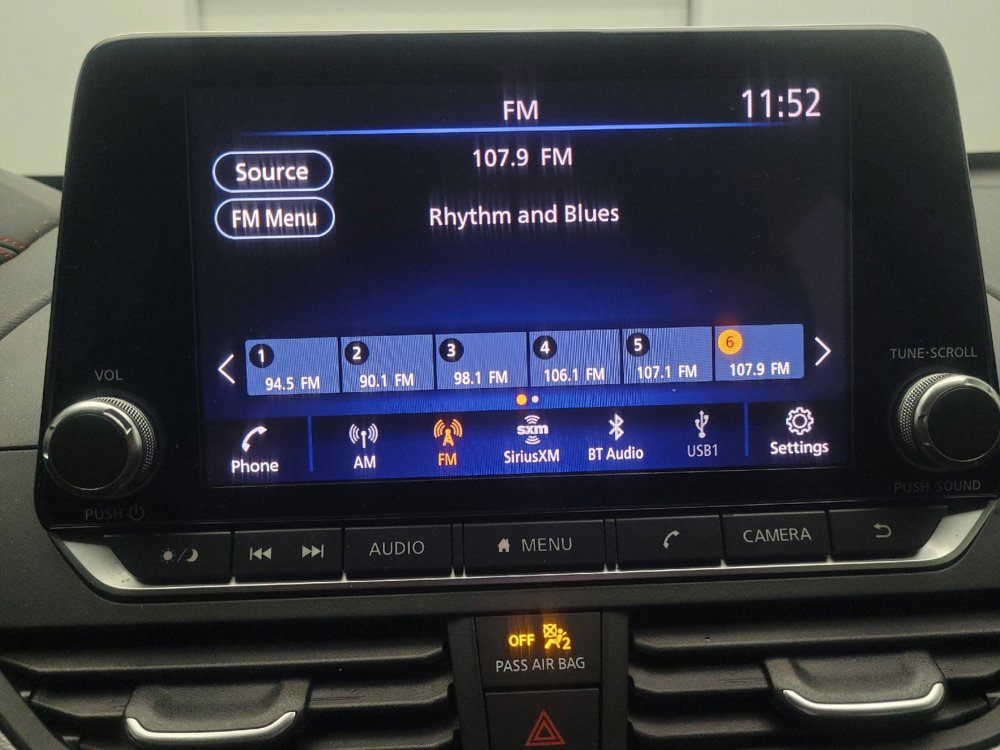 FM
11:52
Source
107.9 FM
FM Menu
Rhythm and Blues
1
94.5 FM
2
90.1 FM
3
98.1 FM
4
106.1 FM
5
107.1 FM
6
107.9 FM
Phone
AM
FM
sxm
SiriusXM
BT Audio
USB1
Settings
VOL
PUSH
TUNE·SCROLL
PUSH SOUND
AUDIO
MENU
CAMERA
OFF 2
PASS AIR BAG